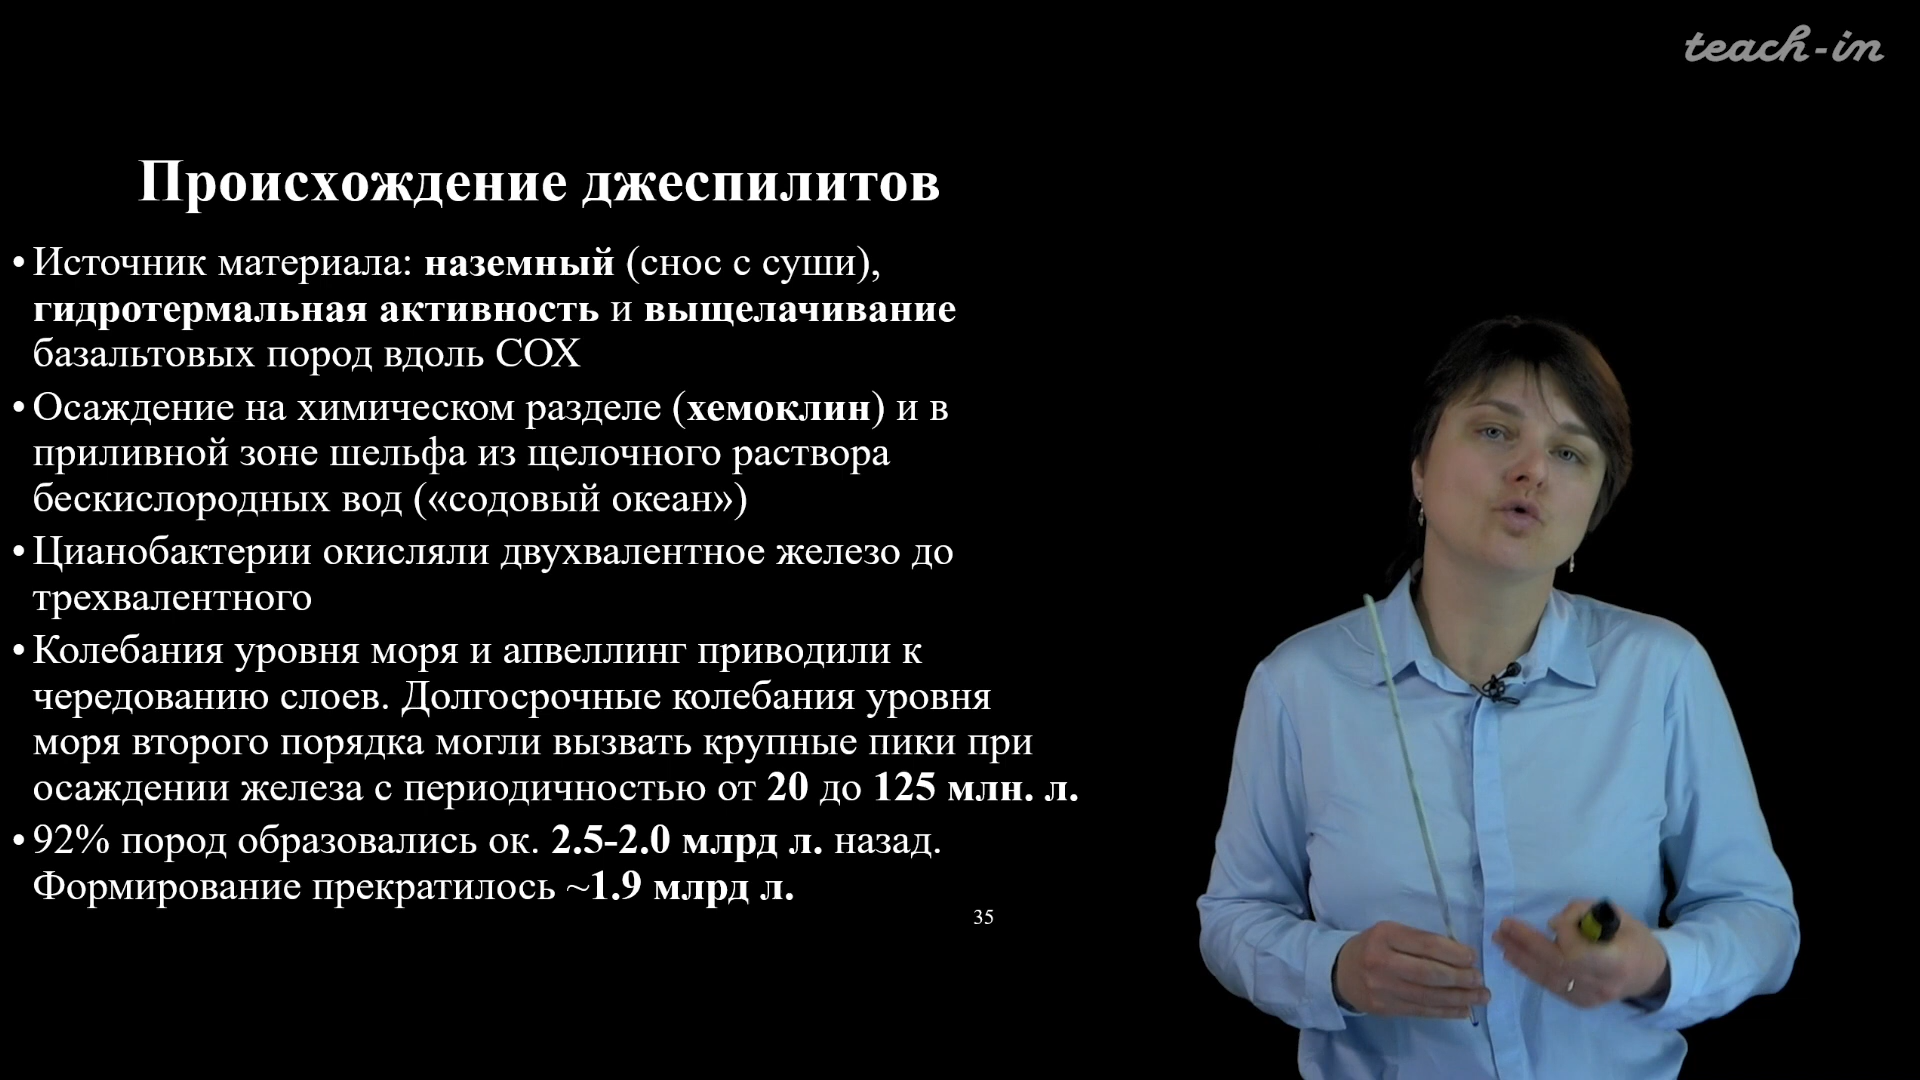 teach-in
Происхождение джеспилитов
• Источник материала: наземный (снос с суши),
гидротермальная активность и выщелачивание
базальтовых пород вдоль СОХ
• Осаждение на химическом разделе (хемоклин) и в
приливной зоне шельфа из щелочного раствора
бескислородных вод («содовый океан»)
• Цианобактерии окисляли двухвалентное железо до
трехвалентного
• Колебания уровня моря и апвеллинг приводили к
чередованию слоев. Долгосрочные колебания уровня
моря второго порядка могли вызвать крупные пики при
осаждении железа с периодичностью от 20 до 125 млн. л.
• 92% пород образовались ок. 2.5-2.0 млрд л. назад.
Формирование прекратилось ~1.9 млрд л.
35